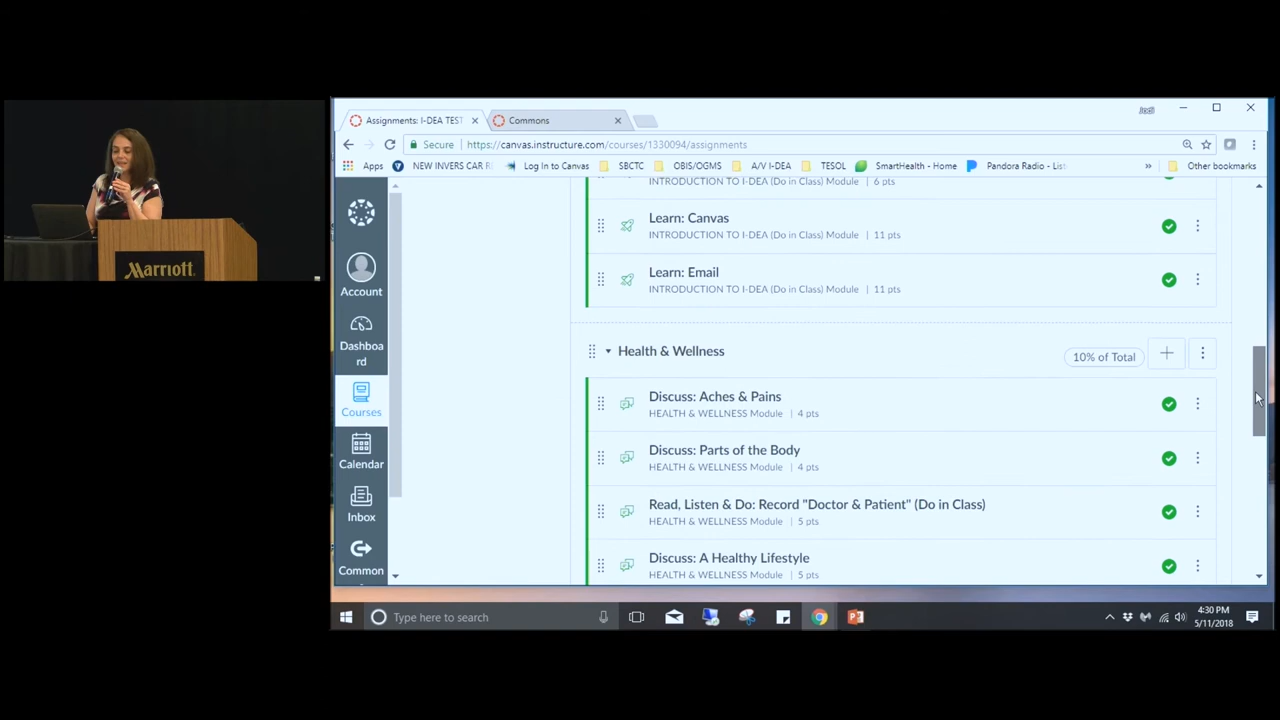 Marriott
Assignments: I-DEA TEST
Commons
Jodi
Secure
https://canvas.instructure.com/courses/1330094/assignments
Apps
NEW INVERS CAR R
Log In to Canvas
SBCTC
OBIS/OGMS
A/V I-DEA
TESOL
SmartHealth - Home
Pandora Radio - List
»
Other bookmarks
Account
Dashboa
rd
Courses
Calendar
Inbox
Common
INTRODUCTION TO I-DEA (Do in Class) Module | 6 pts
Learn: Canvas
INTRODUCTION TO I-DEA (Do in Class) Module | 11 pts
Learn: Email
INTRODUCTION TO I-DEA (Do in Class) Module | 11 pts
Health & Wellness
10% of Total
Discuss: Aches & Pains
HEALTH & WELLNESS Module | 4 pts
Discuss: Parts of the Body
HEALTH & WELLNESS Module | 4 pts
Read, Listen & Do: Record "Doctor & Patient" (Do in Class)
HEALTH & WELLNESS Module | 5 pts
Discuss: A Healthy Lifestyle
HEALTH & WELLNESS Module | 5 pts
Type here to search
4:30 PM
5/11/2018